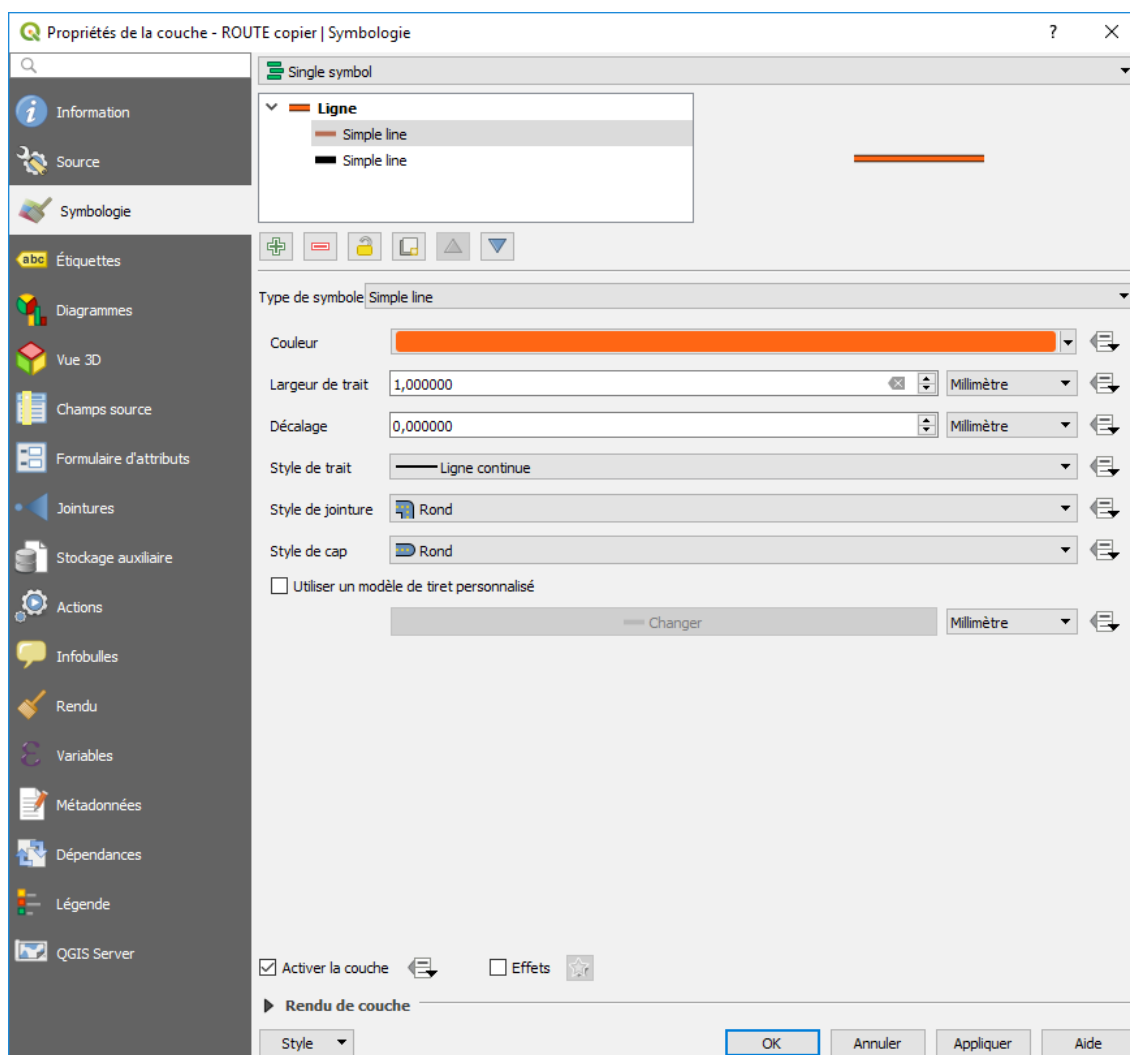 Propriétés de la couche - ROUTE copier | Symbologie
?
Single symbol
Information
Source
Symbologie
abc Étiquettes
Diagrammes
Vue 3D
Champs source
Formulaire d'attributs
Jointures
Stockage auxiliaire
Actions
Infobulles
Rendu
Variables
Métadonnées
Dépendances
Légende
QGIS Server
Ligne
Simple line
Simple line
Type de symbole Simple line
Couleur
Largeur de trait 1,000000 Millimètre
Décalage 0,000000 Millimètre
Style de trait Ligne continue
Style de jointure Rond
Style de cap Rond
Utiliser un modèle de tiret personnalisé
Changer Millimètre
Activer la couche Effets
Rendu de couche
Style OK Annuler Appliquer Aide